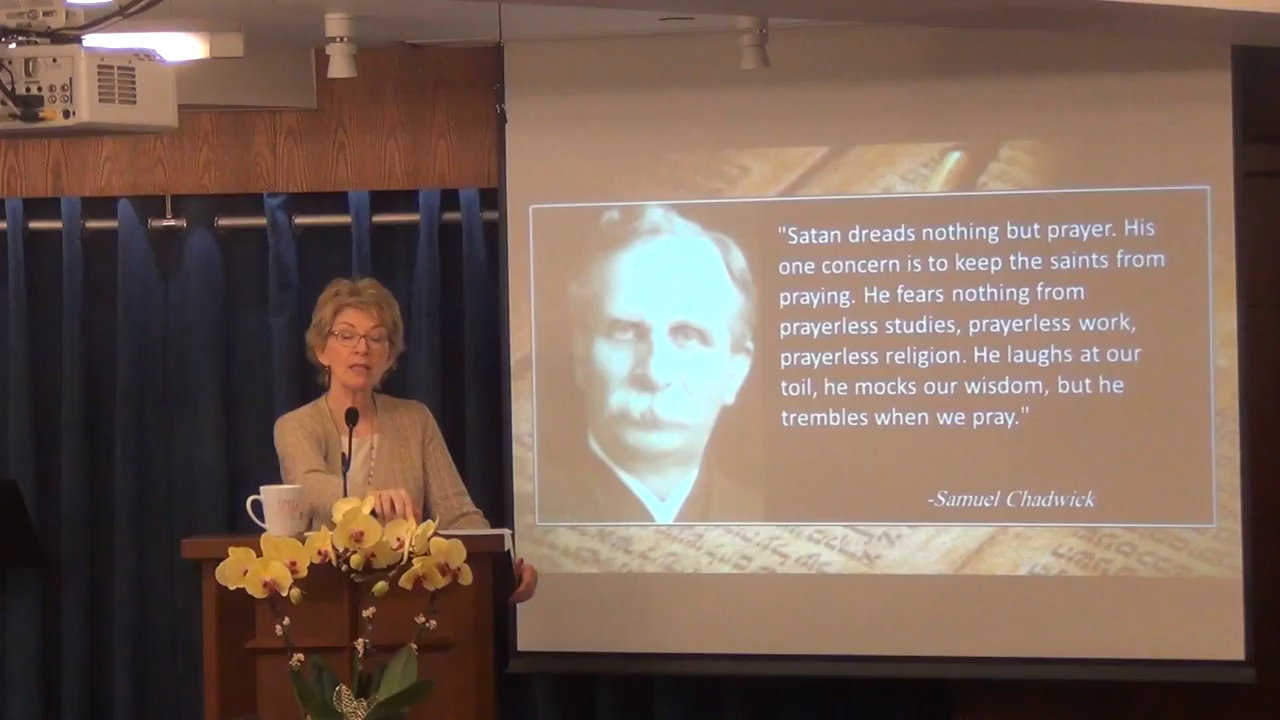 "Satan dreads nothing but prayer. His
one concern is to keep the saints from
praying. He fears nothing from
prayerless studies, prayerless work,
prayerless religion. He laughs at our
toil, he mocks our wisdom, but he
trembles when we pray."
-Samuel Chadwick